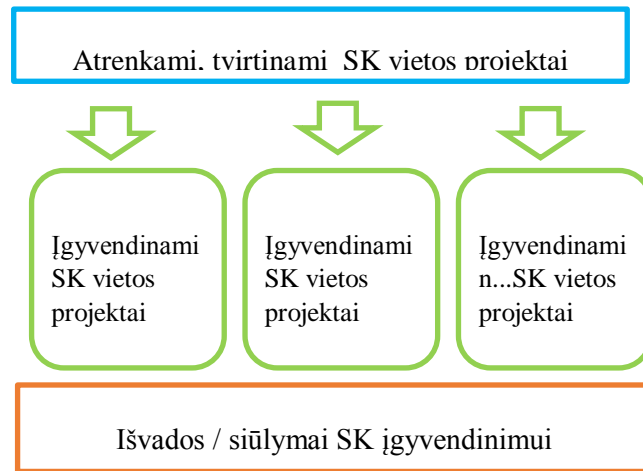 Atrenkami, tvirtinami SK vietos projektai
Įgyvendinami
SK vietos
projektai
Įgyvendinami
SK vietos
projektai
Įgyvendinami
n...SK vietos
projektai
Išvados / siūlymai SK įgyvendinimui